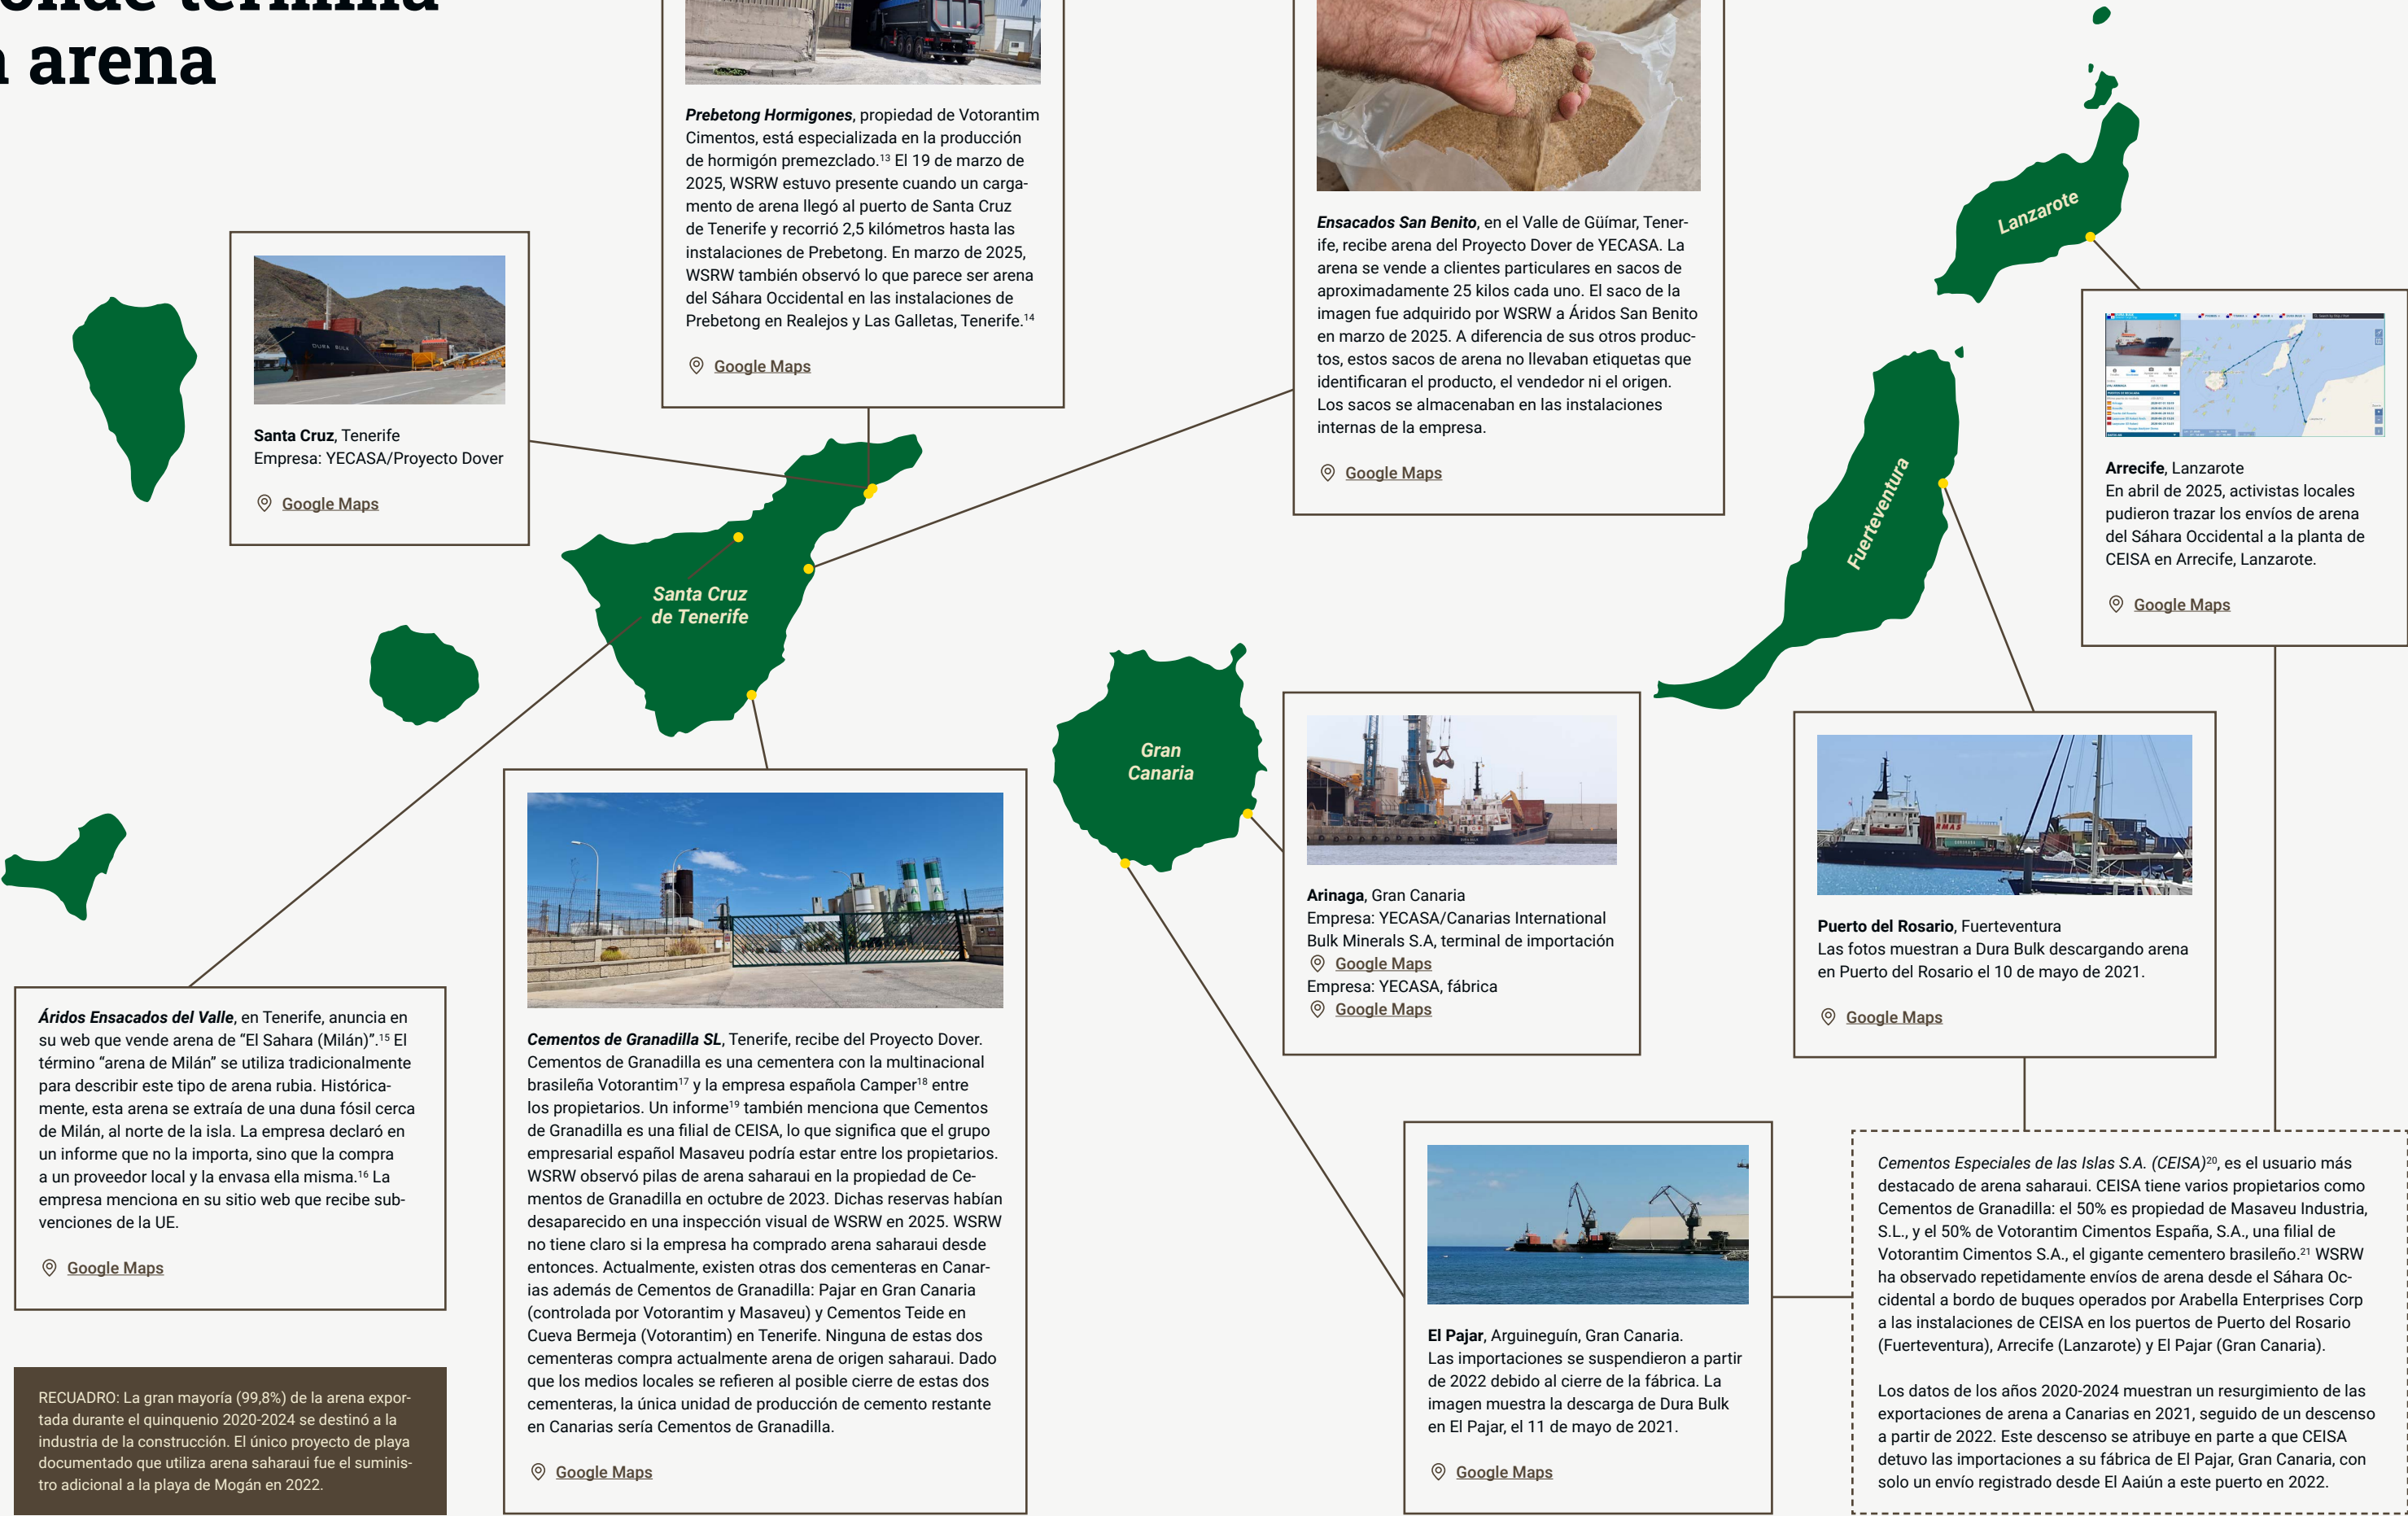 onde termina
a arena
Prebetong Hormigones, propiedad de Votorantim
Cimentos, está especializada en la producción
de hormigón premezclado.13 El 19 de marzo de
2025, WSRW estuvo presente cuando un carga-
mento de arena llegó al puerto de Santa Cruz
de Tenerife y recorrió 2,5 kilómetros hasta las
instalaciones de Prebetong. En marzo de 2025,
WSRW también observó lo que parece ser arena
del Sáhara Occidental en las instalaciones de
Prebetong en Realejos y Las Galletas, Tenerife.14
Google Maps
Ensacados San Benito, en el Valle de Güímar, Tener-
ife, recibe arena del Proyecto Dover de YECASA. La
arena se vende a clientes particulares en sacos de
aproximadamente 25 kilos cada uno. El saco de la
imagen fue adquirido por WSRW a Áridos San Benito
en marzo de 2025. A diferencia de sus otros produc-
tos, estos sacos de arena no llevaban etiquetas que
identificaran el producto, el vendedor ni el origen.
Los sacos se almacenaban en las instalaciones
internas de la empresa.
Google Maps
DURA BULK
Santa Cruz, Tenerife
Empresa: YECASA/Proyecto Dover
Google Maps
Lanzarote
Arrecife, Lanzarote
En abril de 2025, activistas locales
pudieron trazar los envíos de arena
del Sáhara Occidental a la planta de
CEISA en Arrecife, Lanzarote.
Google Maps
Fuerteventura
Santa Cruz
de Tenerife
Gran
Canaria
Arinaga, Gran Canaria
Empresa: YECASA/Canarias International
Bulk Minerals S.A, terminal de importación
Google Maps
Empresa: YECASA, fábrica
Google Maps
Puerto del Rosario, Fuerteventura
Las fotos muestran a Dura Bulk descargando arena
en Puerto del Rosario el 10 de mayo de 2021.
Google Maps
Áridos Ensacados del Valle, en Tenerife, anuncia en
su web que vende arena de “El Sahara (Milán)”.15 El
término “arena de Milán” se utiliza tradicionalmente
para describir este tipo de arena rubia. Histórica-
mente, esta arena se extraía de una duna fósil cerca
de Milán, al norte de la isla. La empresa declaró en
un informe que no la importa, sino que la compra
a un proveedor local y la envasa ella misma.16 La
empresa menciona en su sitio web que recibe sub-
venciones de la UE.
Google Maps
Cementos de Granadilla SL, Tenerife, recibe del Proyecto Dover.
Cementos de Granadilla es una cementera con la multinacional
brasileña Votorantim17 y la empresa española Camper18 entre
los propietarios. Un informe19 también menciona que Cementos
de Granadilla es una filial de CEISA, lo que significa que el grupo
empresarial español Masaveu podría estar entre los propietarios.
WSRW observó pilas de arena saharaui en la propiedad de Ce-
mentos de Granadilla en octubre de 2023. Dichas reservas habían
desaparecido en una inspección visual de WSRW en 2025. WSRW
no tiene claro si la empresa ha comprado arena saharaui desde
entonces. Actualmente, existen otras dos cementeras en Canar-
ias además de Cementos de Granadilla: Pajar en Gran Canaria
(controlada por Votorantim y Masaveu) y Cementos Teide en
Cueva Bermeja (Votorantim) en Tenerife. Ninguna de estas dos
cementeras compra actualmente arena de origen saharaui. Dado
que los medios locales se refieren al posible cierre de estas dos
cementeras, la única unidad de producción de cemento restante
en Canarias sería Cementos de Granadilla.
Google Maps
El Pajar, Arguineguín, Gran Canaria.
Las importaciones se suspendieron a partir
de 2022 debido al cierre de la fábrica. La
imagen muestra la descarga de Dura Bulk
en El Pajar, el 11 de mayo de 2021.
Google Maps
Cementos Especiales de las Islas S.A. (CEISA)20, es el usuario más
destacado de arena saharaui. CEISA tiene varios propietarios como
Cementos de Granadilla: el 50% es propiedad de Masaveu Industria,
S.L., y el 50% de Votorantim Cimentos España, S.A., una filial de
Votorantim Cimentos S.A., el gigante cementero brasileño.21 WSRW
ha observado repetidamente envíos de arena desde el Sáhara Oc-
cidental a bordo de buques operados por Arabella Enterprises Corp
a las instalaciones de CEISA en los puertos de Puerto del Rosario
(Fuerteventura), Arrecife (Lanzarote) y El Pajar (Gran Canaria).
Los datos de los años 2020-2024 muestran un resurgimiento de las
exportaciones de arena a Canarias en 2021, seguido de un descenso
a partir de 2022. Este descenso se atribuye en parte a que CEISA
detuvo las importaciones a su fábrica de El Pajar, Gran Canaria, con
solo un envío registrado desde El Aaiún a este puerto en 2022.
RECUADRO: La gran mayoría (99,8%) de la arena expor-
tada durante el quinquenio 2020-2024 se destinó a la
industria de la construcción. El único proyecto de playa
documentado que utiliza arena saharaui fue el suminis-
tro adicional a la playa de Mogán en 2022.